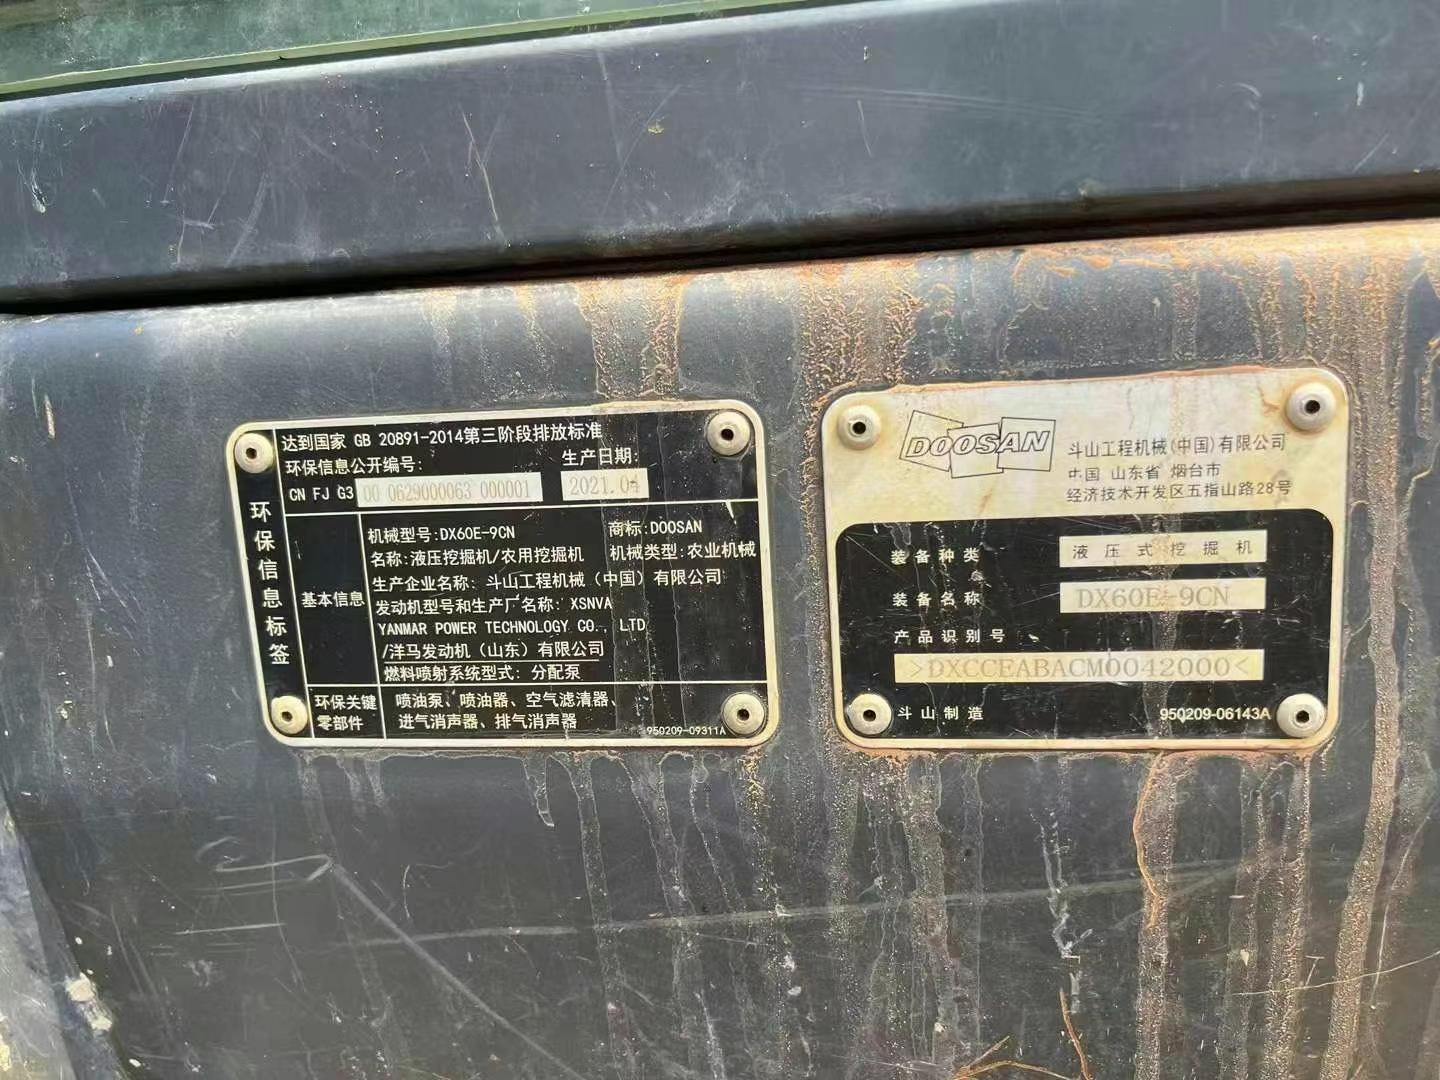 达到国家 GB 20891-2014第三阶段排放标准
环保信息公开编号:
生产日期:
CN FJ G3 00 0629000063 000001
2021.04
环保信息标签
基本信息
机械型号:DX60E-9CN 商标:DOOSAN
名称:液压挖掘机/农用挖掘机 机械类型:农业机械
生产企业名称: 斗山工程机械（中国）有限公司
发动机型号和生产厂名称: XSNVA
YANMAR POWER TECHNOLOGY CO., LTD
/洋马发动机（山东）有限公司
燃料喷射系统型式: 分配泵
环保关键
零部件
喷油泵、喷油器、空气滤清器、
进气消声器、排气消声器
950209-09311A
DOOSAN
斗山工程机械(中国)有限公司
中国 山东省 烟台市
经济技术开发区五指山路28号
装备种类 液压式挖掘机
装备名称 DX60E-9CN
产品识别号
>DXCCEABACM0042000<
斗山制造 950209-06143A